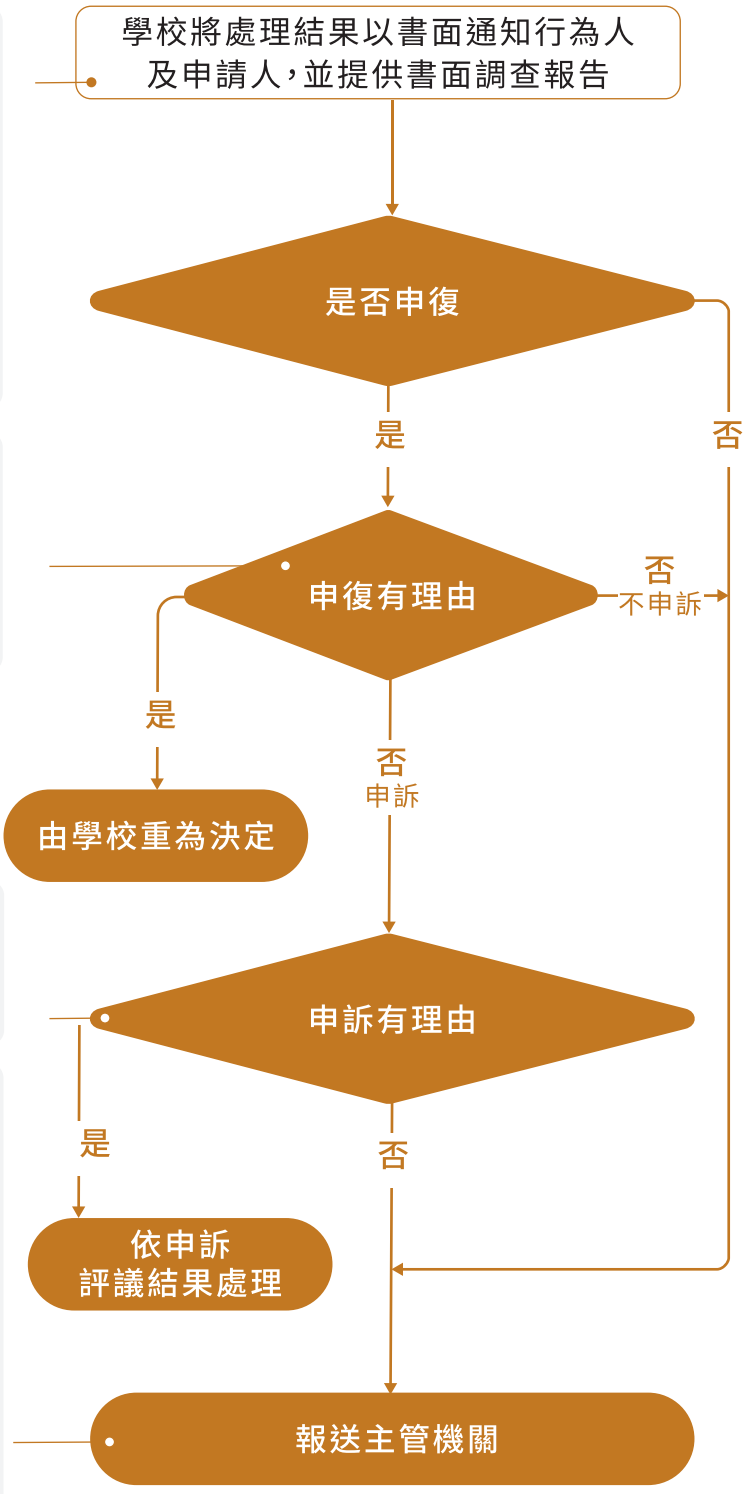 學校將處理結果以書面通知行為人
及申請人，並提供書面調查報告
是否申復
是
否
申復有理由
否
不申訴
是
否
申訴
由學校重為決定
申訴有理由
是
否
依申訴
評議結果處理
報送主管機關